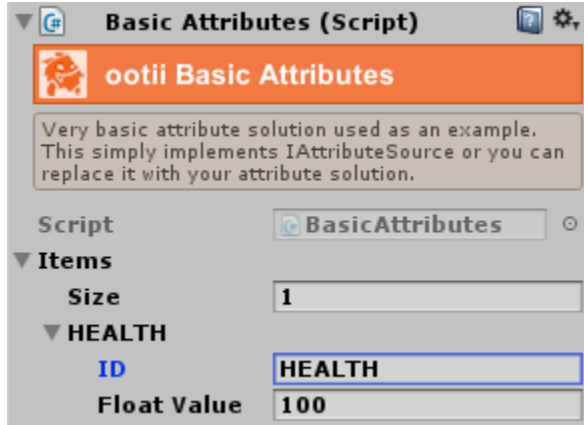 Basic Attributes (Script)
ootii Basic Attributes
Very basic attribute solution used as an example.
This simply implements IAttributeSource or you can
replace it with your attribute solution.
Script BasicAttributes
Items
Size 1
HEALTH
ID HEALTH
Float Value 100